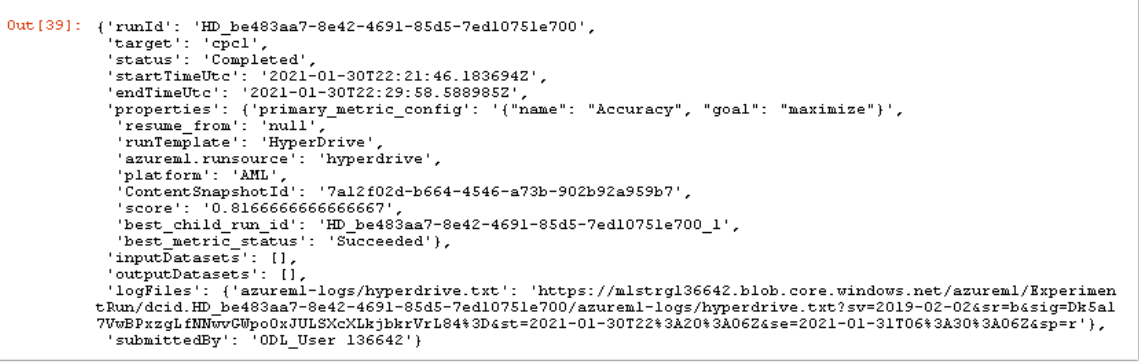 Out[39]: {'runId': 'HD_be483aa7-8e42-4691-85d5-7ed10751e700',
'target': 'cpcl',
'status': 'Completed',
'startTimeUtc': '2021-01-30T22:21:46.183694Z',
'endTimeUtc': '2021-01-30T22:29:58.588985Z',
'properties': {'primary_metric_config': '{"name": "Accuracy", "goal": "maximize"}',
'resume_from': 'null',
'runTemplate': 'HyperDrive',
'azureml.runsource': 'hyperdrive',
'platform': 'AML',
'ContentSnapshotId': '7a12f02d-b664-4546-a73b-902b92a959b7',
'score': '0.8166666666666667',
'best_child_run_id': 'HD_be483aa7-8e42-4691-85d5-7ed10751e700_1',
'best_metric_status': 'Succeeded'},
'inputDatasets': [],
'outputDatasets': [],
'logFiles': {'azureml-logs/hyperdrive.txt': 'https://mlstrg136642.blob.core.windows.net/azureml/Experimen
tRun/dcid.HD_be483aa7-8e42-4691-85d5-7ed10751e700/azureml-logs/hyperdrive.txt?sv=2019-02-02&sr=b&sig=Dk5al
7VwBPxzgLfNNwvGWpo0xJULSXcXLkjbkrVrL84%3D&st=2021-01-30T22%3A20%3A06Z&se=2021-01-31T06%3A30%3A06Z&sp=r'},
'submittedBy': 'ODL_User 136642'}